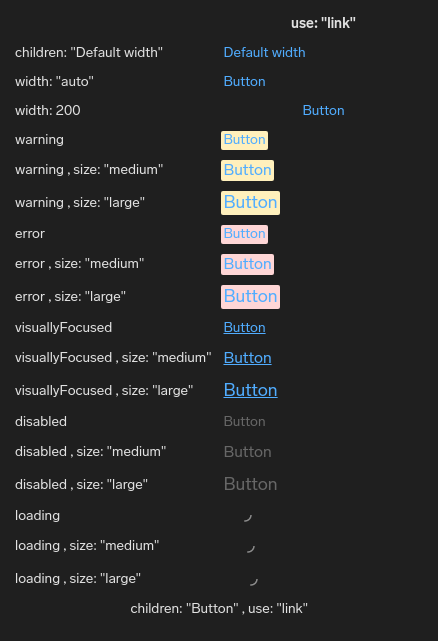 use: "link"
children: "Default width" Default width
width: "auto" Button
width: 200 Button
warning Button
warning , size: "medium" Button
warning , size: "large" Button
error Button
error , size: "medium" Button
error , size: "large" Button
visuallyFocused Button
visuallyFocused , size: "medium" Button
visuallyFocused , size: "large" Button
disabled Button
disabled , size: "medium" Button
disabled , size: "large" Button
loading
loading , size: "medium"
loading , size: "large"
children: "Button" , use: "link"